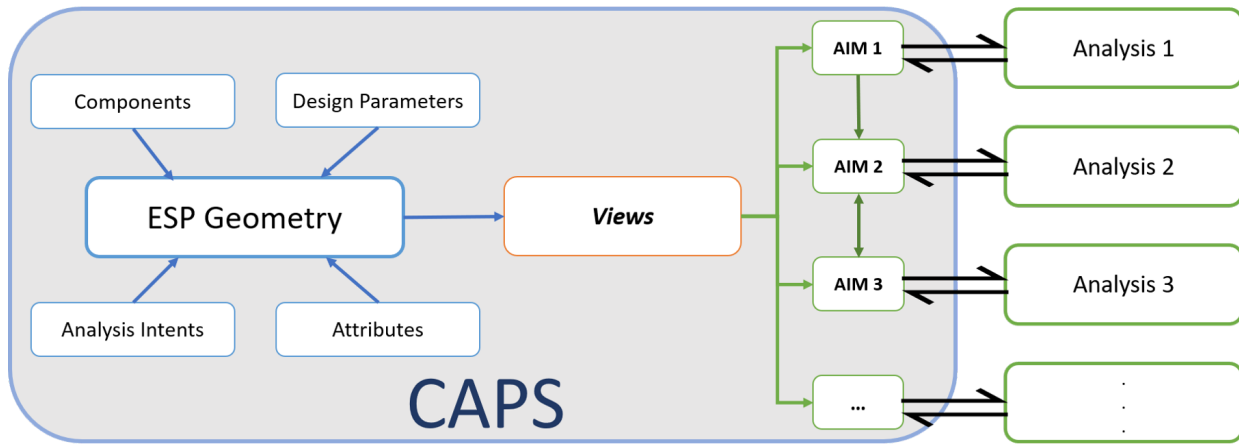 Components
Design Parameters
ESP Geometry
Analysis Intents
Attributes
Views
AIM 1
AIM 2
AIM 3
...
CAPS
Analysis 1
Analysis 2
Analysis 3
.
.
.